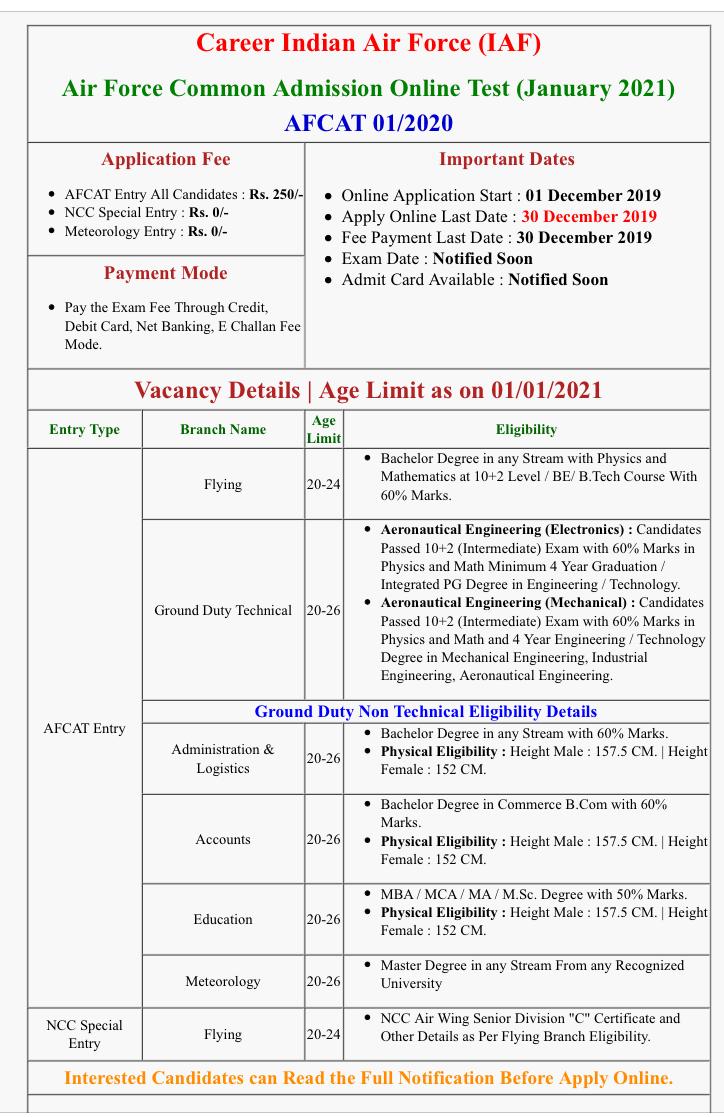 Career Indian Air Force (IAF)
Air Force Common Admission Online Test (January 2021)
AFCAT 01/2020
Application Fee
AFCAT Entry All Candidates : Rs. 250/-
NCC Special Entry : Rs. 0/-
Meteorology Entry : Rs. 0/-
Payment Mode
Pay the Exam Fee Through Credit,
Debit Card, Net Banking, E Challan Fee
Mode.
Important Dates
Online Application Start : 01 December 2019
Apply Online Last Date : 30 December 2019
Fee Payment Last Date : 30 December 2019
Exam Date : Notified Soon
Admit Card Available : Notified Soon
Vacancy Details | Age Limit as on 01/01/2021
Entry Type
Branch Name
Age
Limit
Eligibility
AFCAT Entry
Flying
20-24
Bachelor Degree in any Stream with Physics and
Mathematics at 10+2 Level / BE/ B.Tech Course With
60% Marks.
Ground Duty Technical
20-26
Aeronautical Engineering (Electronics) : Candidates
Passed 10+2 (Intermediate) Exam with 60% Marks in
Physics and Math Minimum 4 Year Graduation /
Integrated PG Degree in Engineering / Technology.
Aeronautical Engineering (Mechanical) : Candidates
Passed 10+2 (Intermediate) Exam with 60% Marks in
Physics and Math and 4 Year Engineering / Technology
Degree in Mechanical Engineering, Industrial
Engineering, Aeronautical Engineering.
Ground Duty Non Technical Eligibility Details
Administration &
Logistics
20-26
Bachelor Degree in any Stream with 60% Marks.
Physical Eligibility : Height Male : 157.5 CM. | Height
Female : 152 CM.
Accounts
20-26
Bachelor Degree in Commerce B.Com with 60%
Marks.
Physical Eligibility : Height Male : 157.5 CM. | Height
Female : 152 CM.
Education
20-26
MBA / MCA / MA / M.Sc. Degree with 50% Marks.
Physical Eligibility : Height Male : 157.5 CM. | Height
Female : 152 CM.
Meteorology
20-26
Master Degree in any Stream From any Recognized
University
NCC Special
Entry
Flying
20-24
NCC Air Wing Senior Division "C" Certificate and
Other Details as Per Flying Branch Eligibility.
Interested Candidates can Read the Full Notification Before Apply Online.